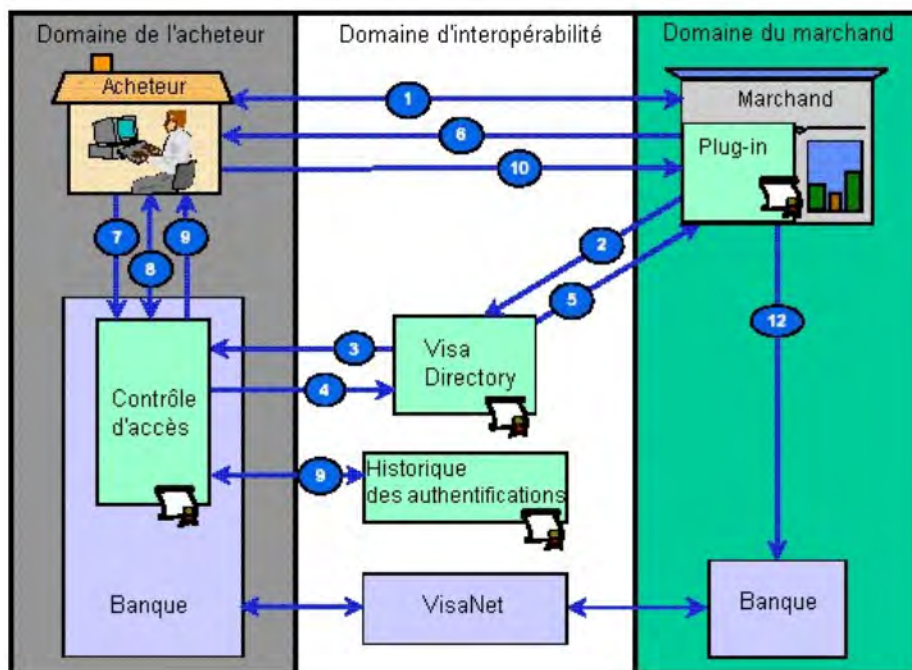 Domaine de l'acheteur
Domaine d'interopérabilité
Domaine du marchand
Acheteur
1
Marchand
6
Plug-in
10
7
8
9
2
5
12
3
Visa
Directory
4
Contrôle
d'accès
9
Historique
des authentifications
Banque
VisaNet
Banque